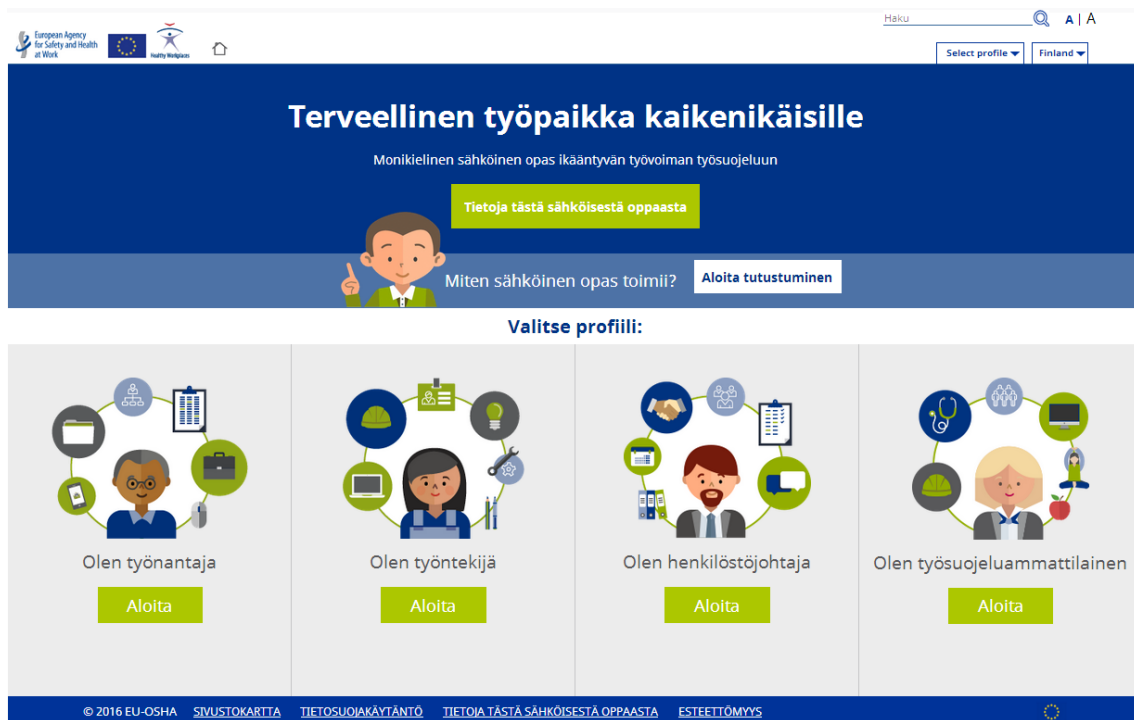 Haku
A | A
European Agency
for Safety and Health
at Work
Healthy Workplaces
Select profile
Finland
Terveellinen työpaikka kaikenikäisille
Monikielinen sähköinen opas ikääntyvän työvoiman työsuojeluun
Tietoja tästä sähköisestä oppaasta
Miten sähköinen opas toimii?
Aloita tutustuminen
Valitse profiili:
Olen työnantaja
Aloita
Olen työntekijä
Aloita
Olen henkilöstöjohtaja
Aloita
Olen työsuojeluammattilainen
Aloita
© 2016 EU-OSHA SIVUSTOKARTTA TIETOSUOJAKÄYTÄNTÖ TIETOJA TÄSTÄ SÄHKÖISESTÄ OPPAASTA ESTEETTÖMYYS